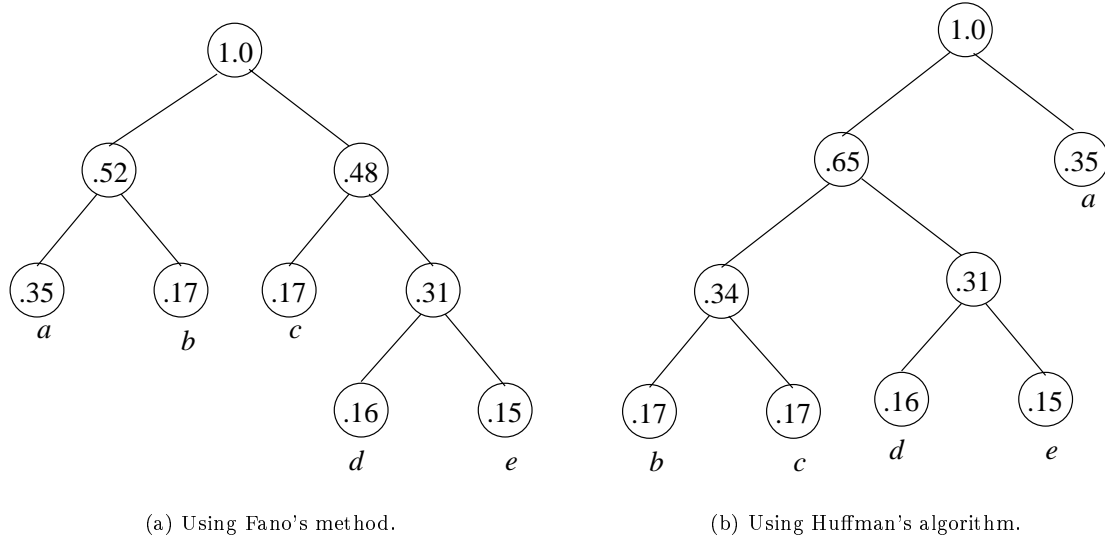 1.0
.52
.48
.35
.17
.17
.31
a
b
c
.16
.15
d
e
(a) Using Fano's method.
1.0
.65
.35
a
.34
.31
.17
.17
.16
.15
b
c
d
e
(b) Using Huffman's algorithm.